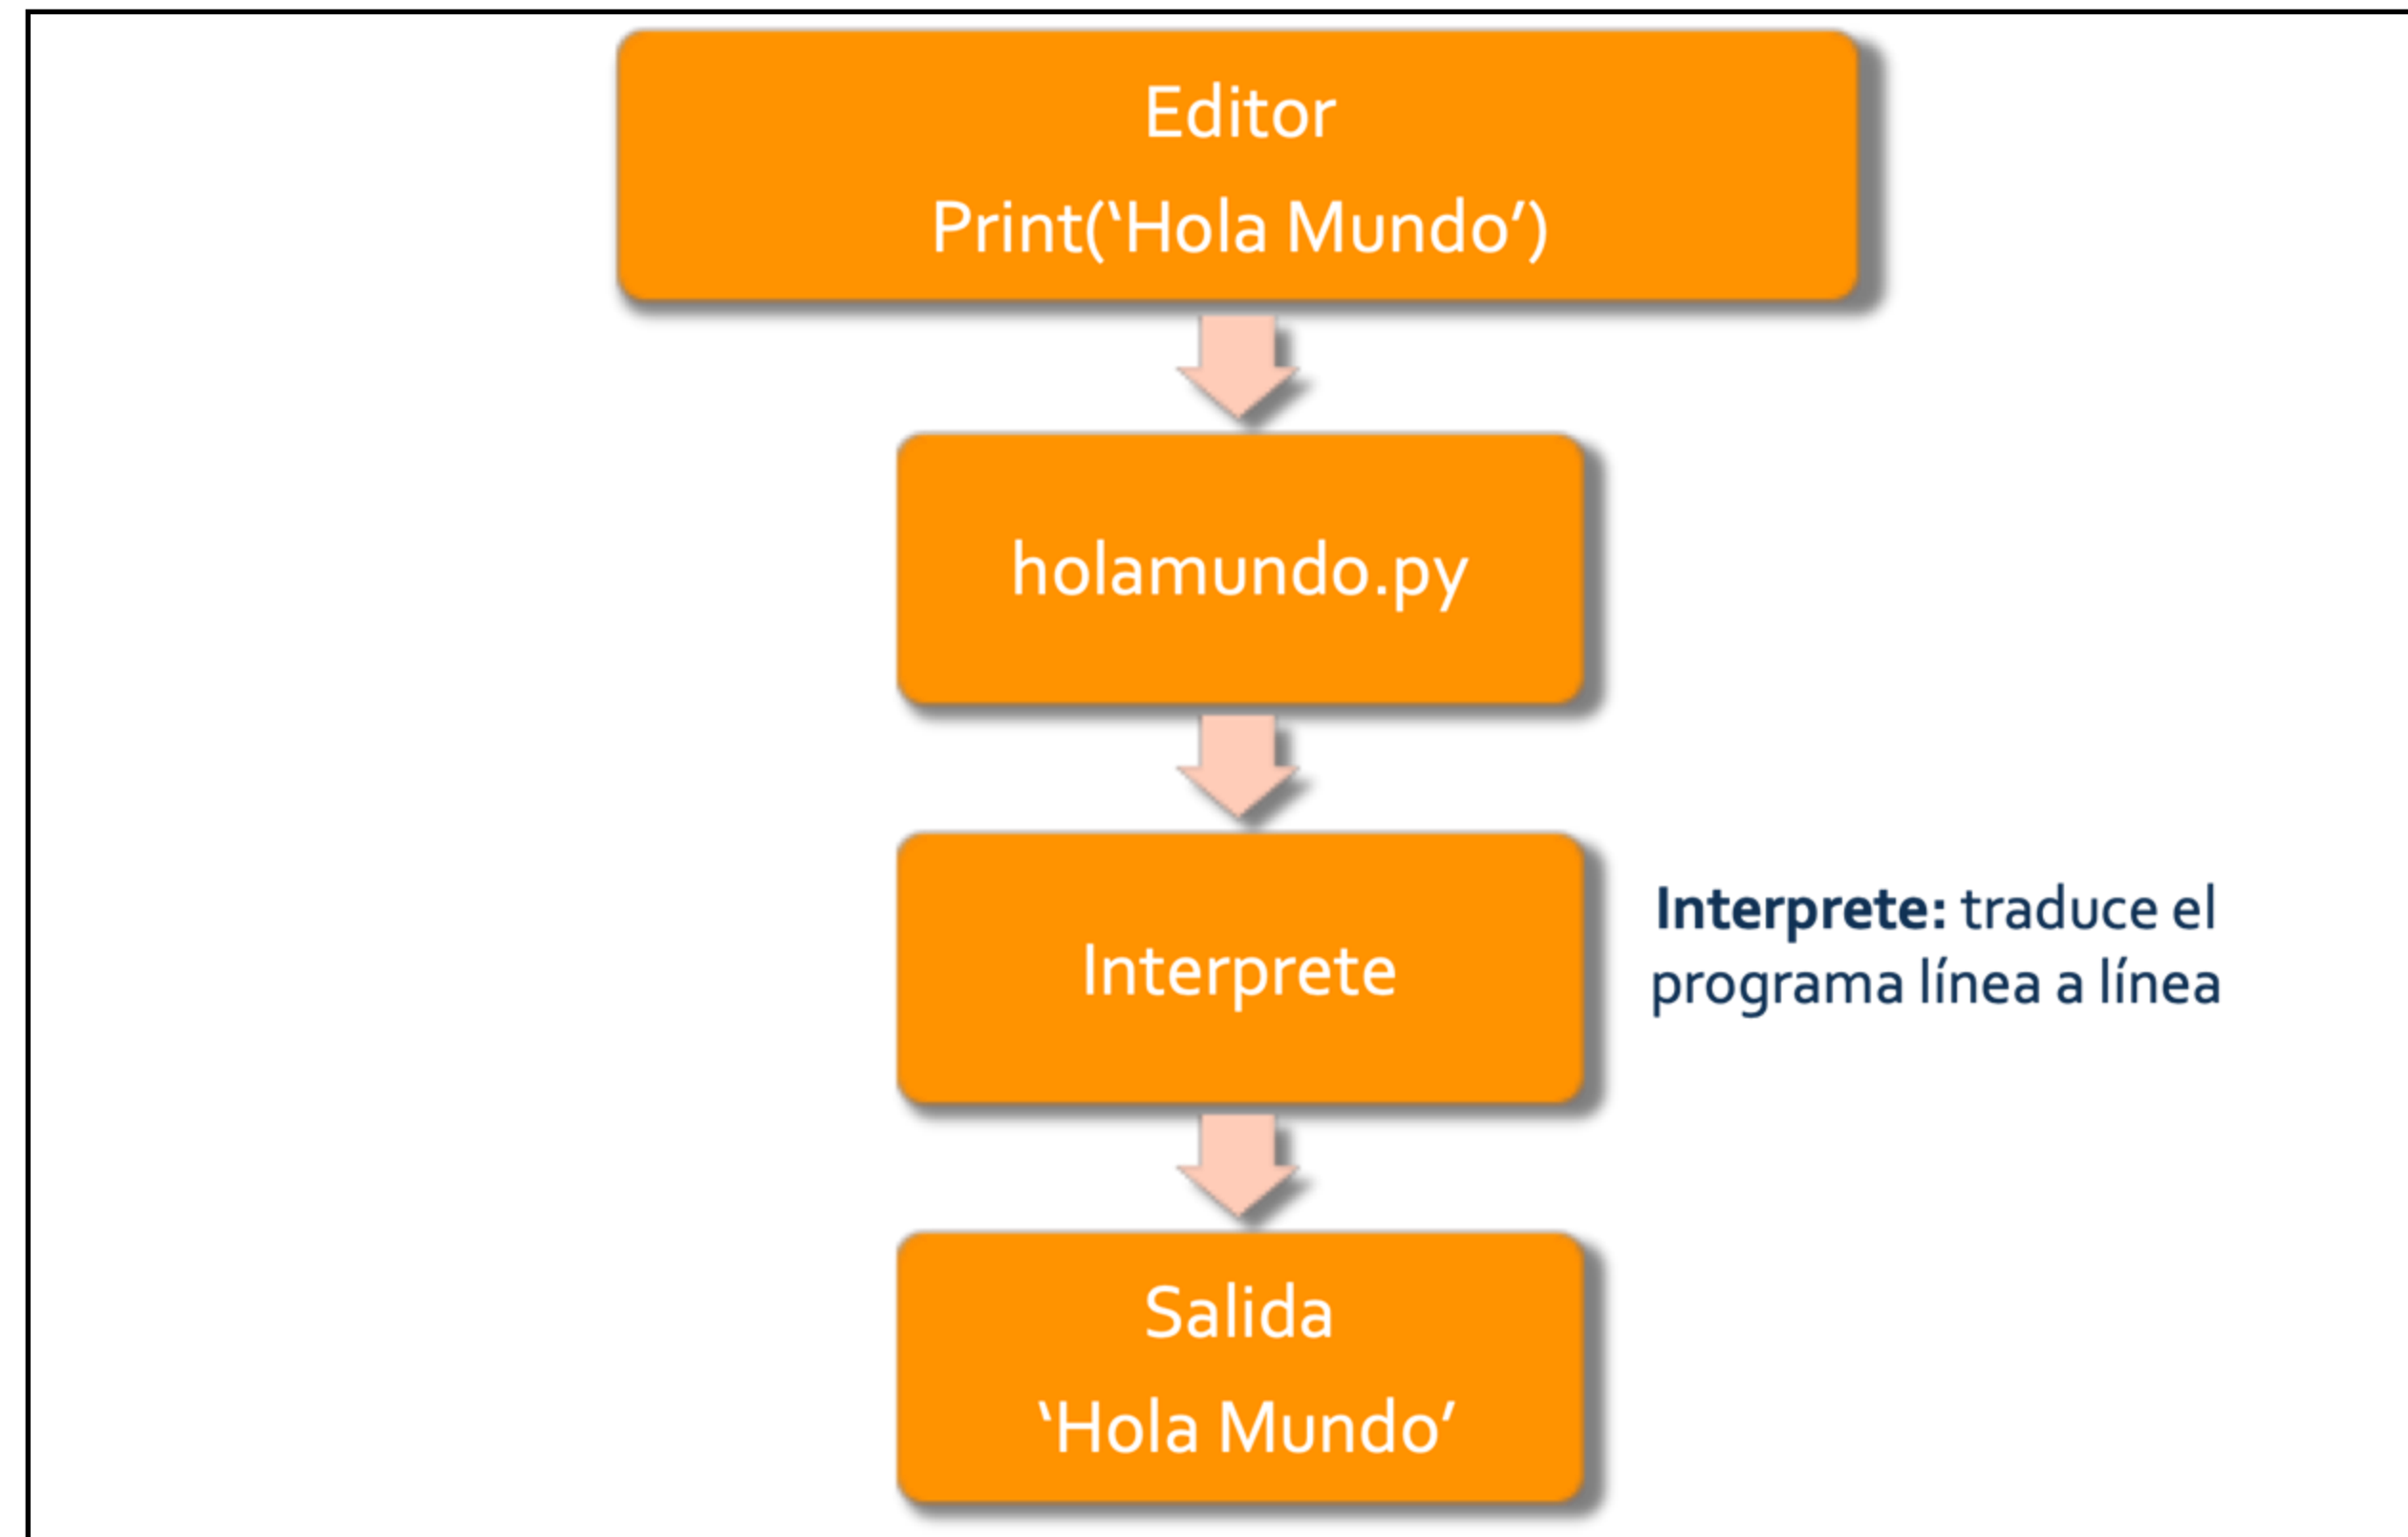 Editor
Print(‘Hola Mundo’)
holamundo.py
Interprete
Interprete: traduce el
programa línea a línea
Salida
‘Hola Mundo’